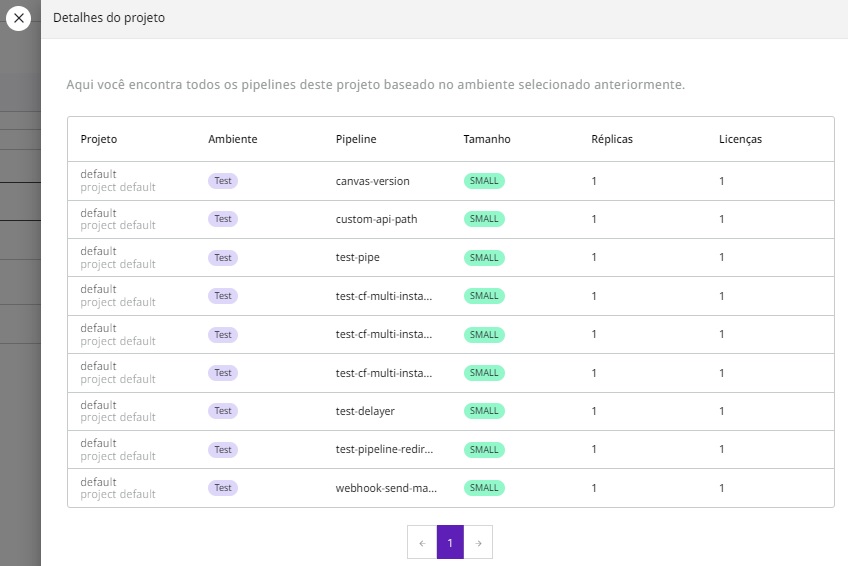 Detalhes do projeto
Aqui você encontra todos os pipelines deste projeto baseado no ambiente selecionado anteriormente.
Projeto Ambiente Pipeline Tamanho Réplicas Licenças
default
project default Test canvas-version SMALL 1 1
default
project default Test custom-api-path SMALL 1 1
default
project default Test test-pipe SMALL 1 1
default
project default Test test-cf-multi-insta... SMALL 1 1
default
project default Test test-cf-multi-insta... SMALL 1 1
default
project default Test test-cf-multi-insta... SMALL 1 1
default
project default Test test-delayer SMALL 1 1
default
project default Test test-pipeline-redir... SMALL 1 1
default
project default Test webhook-send-ma... SMALL 1 1
← 1 →